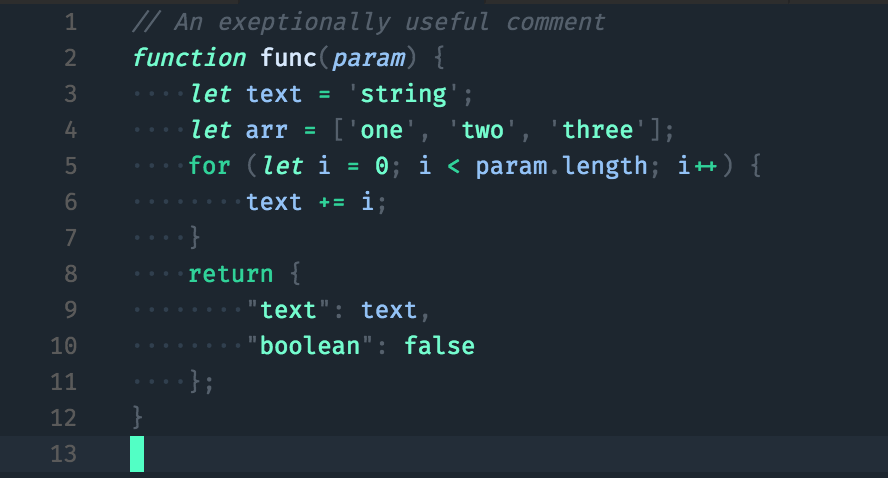 1 // An exeptionally useful comment
2 function func(param) {
3 ····let text = 'string';
4 ····let arr = ['one', 'two', 'three'];
5 ····for (let i = 0; i < param.length; i++) {
6 ········text += i;
7 ····}
8 ····return {
9 ········"text": text,
10 ········"boolean": false
11 ····};
12 }
13